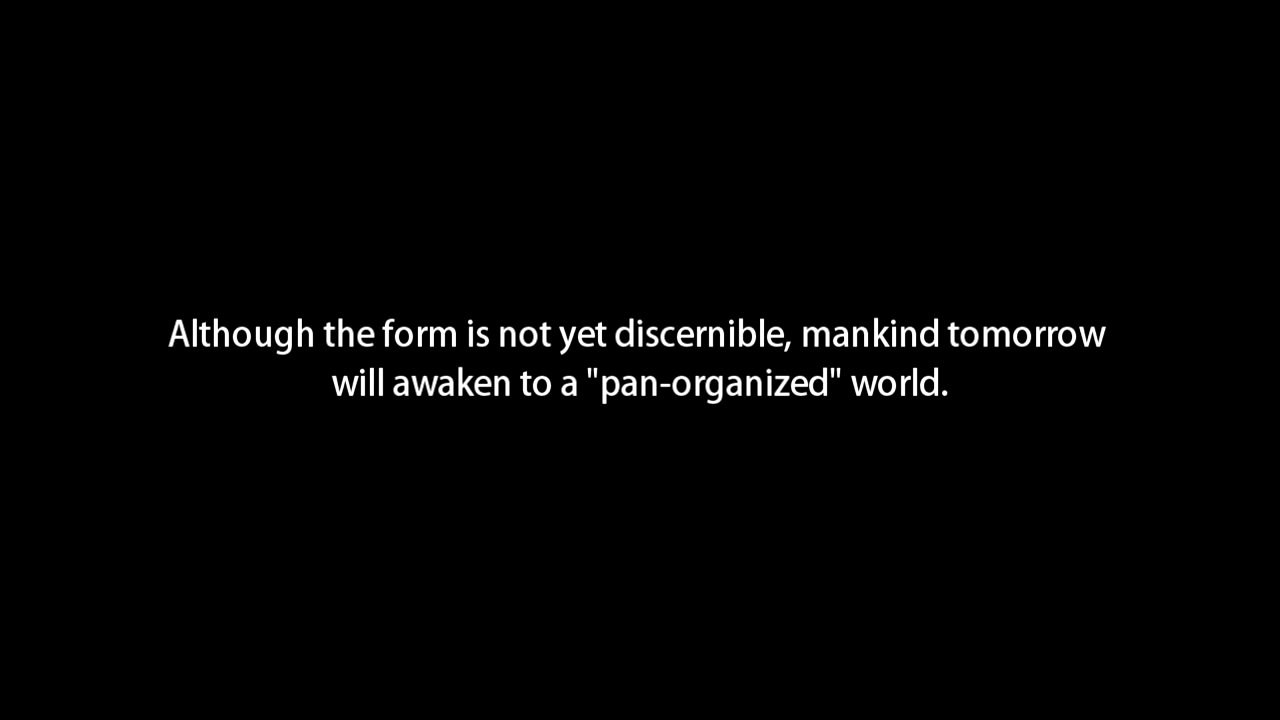 Although the form is not yet discernible, mankind tomorrow
will awaken to a "pan-organized" world.